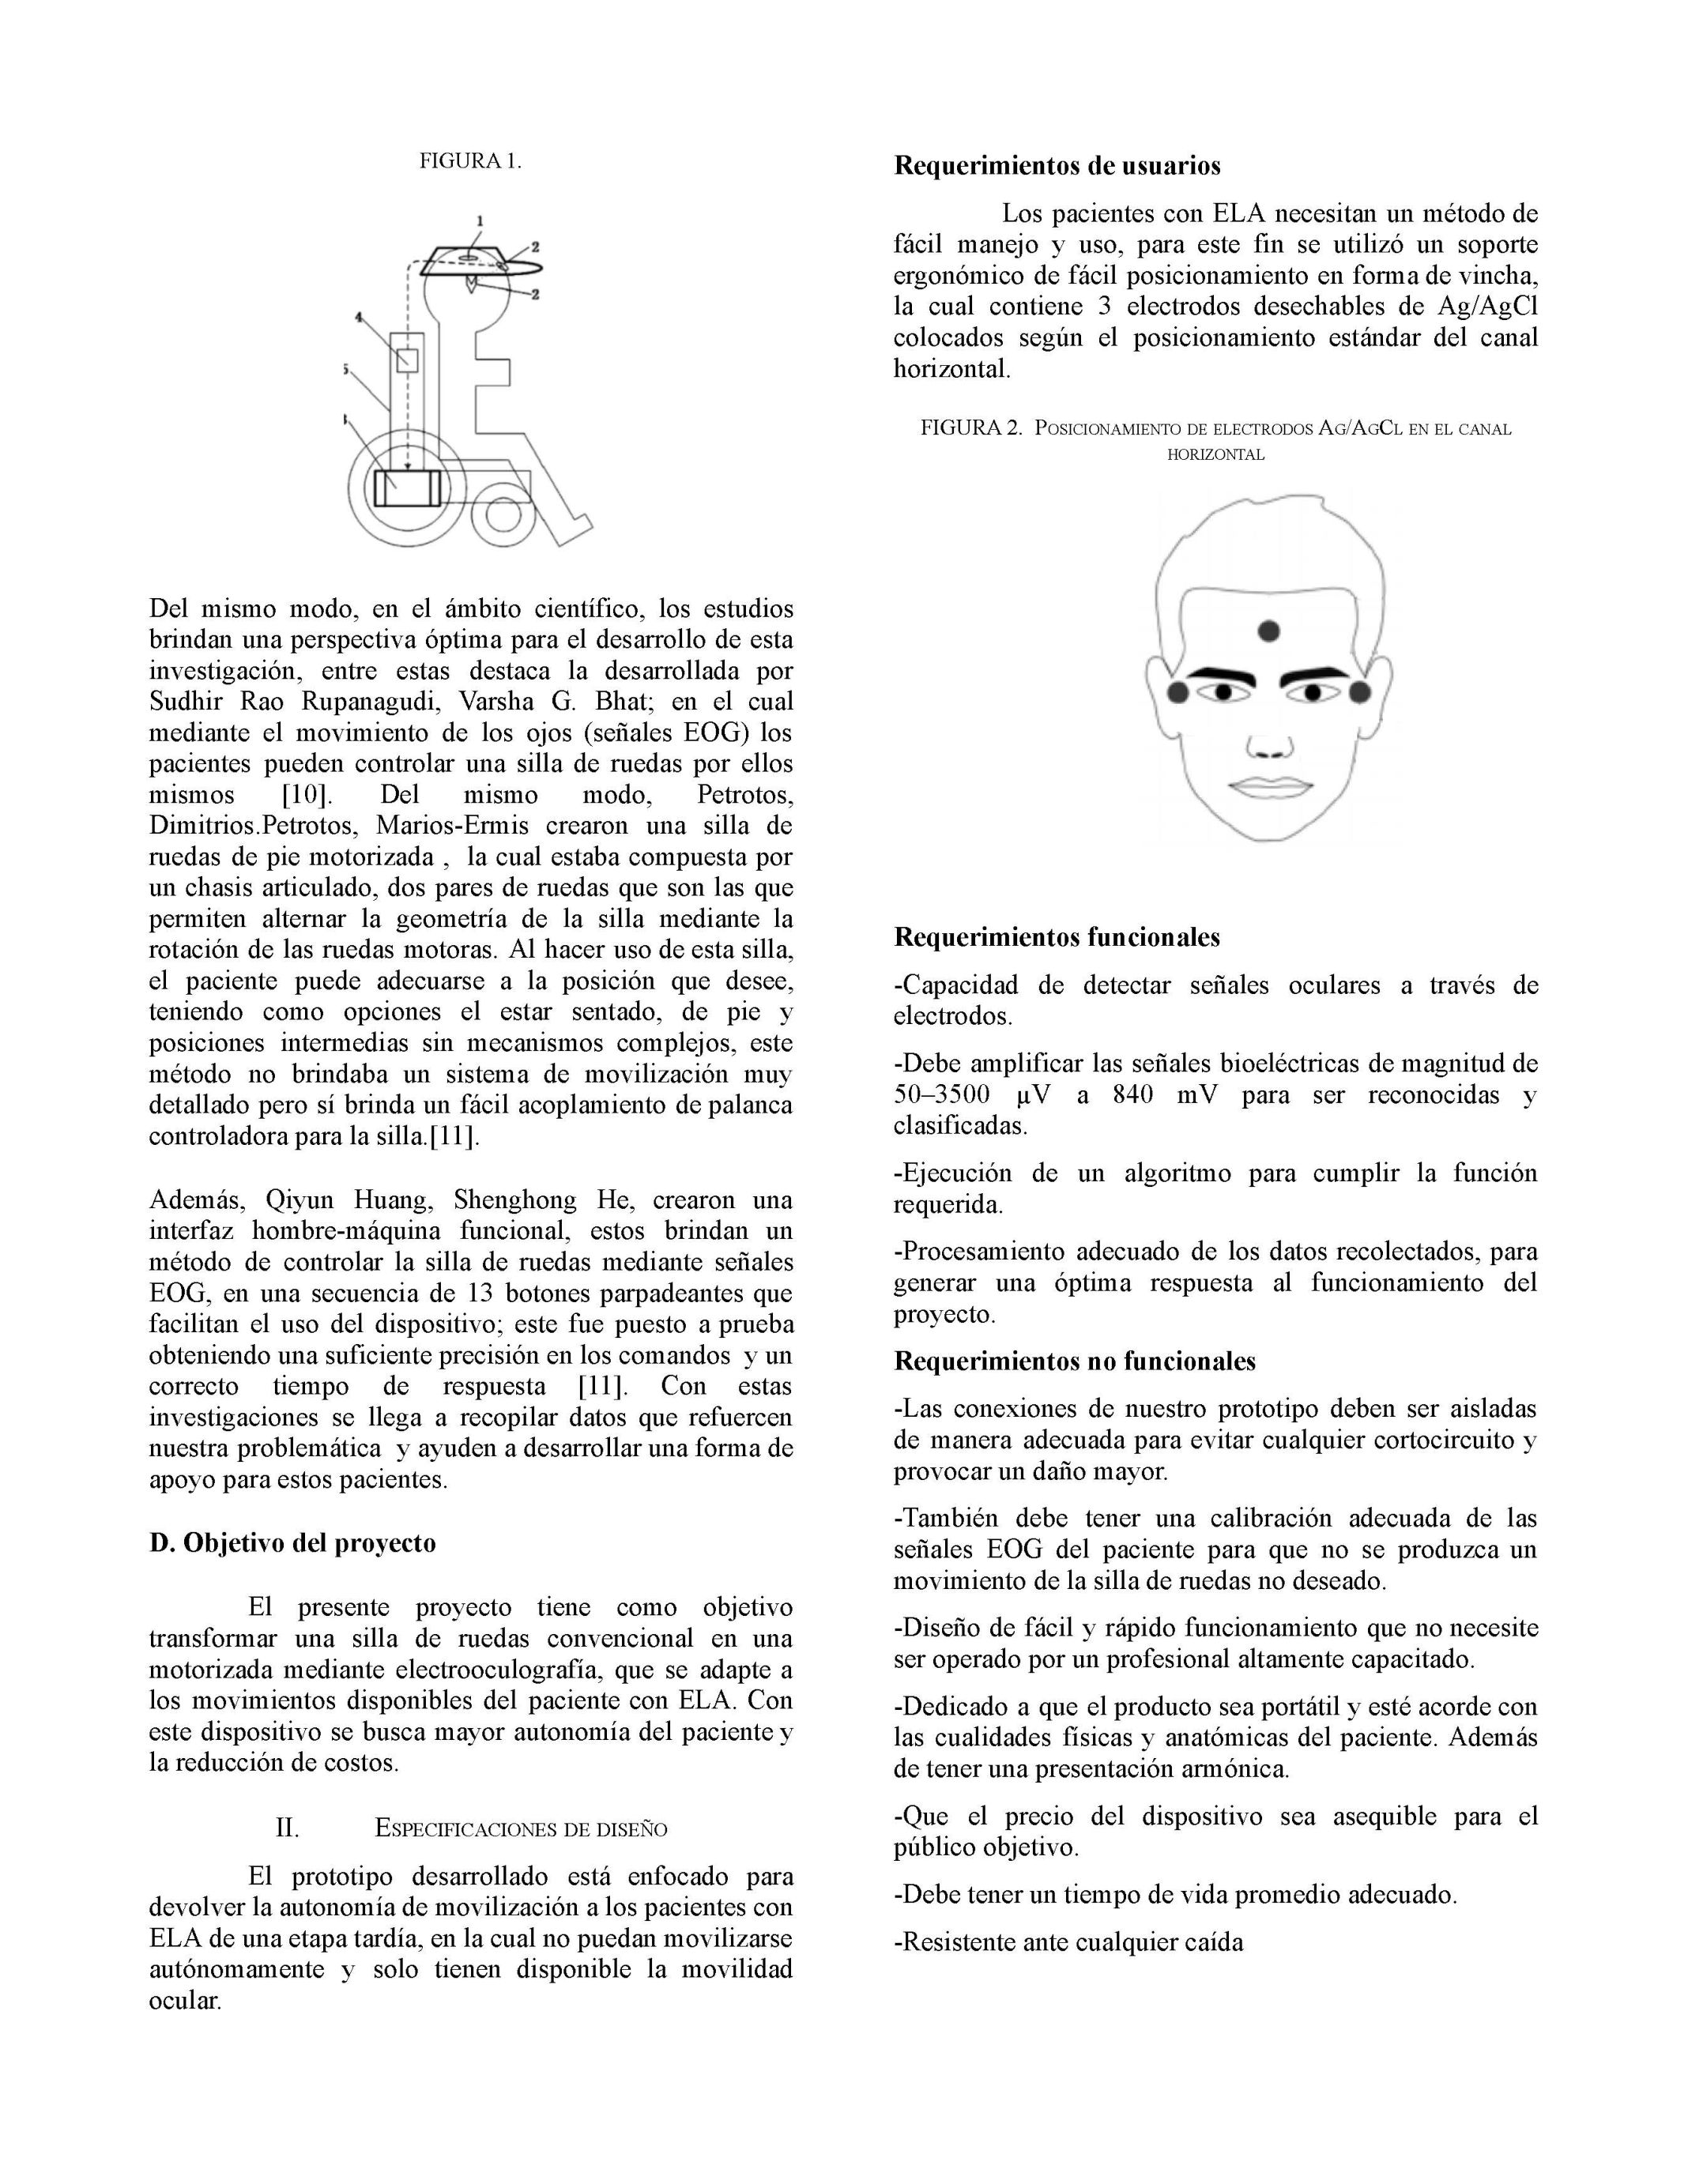 FIGURA 1.
1
2
2
4
5
Del mismo modo, en el ámbito científico, los estudios
brindan una perspectiva óptima para el desarrollo de esta
investigación, entre estas destaca la desarrollada por
Sudhir Rao Rupanagudi, Varsha G. Bhat; en el cual
mediante el movimiento de los ojos (señales EOG) los
pacientes pueden controlar una silla de ruedas por ellos
mismos [10]. Del mismo modo, Petrotos,
Dimitrios.Petrotos, Marios-Ermis crearon una silla de
ruedas de pie motorizada , la cual estaba compuesta por
un chasis articulado, dos pares de ruedas que son las que
permiten alternar la geometría de la silla mediante la
rotación de las ruedas motoras. Al hacer uso de esta silla,
el paciente puede adecuarse a la posición que desee,
teniendo como opciones el estar sentado, de pie y
posiciones intermedias sin mecanismos complejos, este
método no brindaba un sistema de movilización muy
detallado pero sí brinda un fácil acoplamiento de palanca
controladora para la silla.[11].
Además, Qiyun Huang, Shenghong He, crearon una
interfaz hombre-máquina funcional, estos brindan un
método de controlar la silla de ruedas mediante señales
EOG, en una secuencia de 13 botones parpadeantes que
facilitan el uso del dispositivo; este fue puesto a prueba
obteniendo una suficiente precisión en los comandos y un
correcto tiempo de respuesta [11]. Con estas
investigaciones se llega a recopilar datos que refuercen
nuestra problemática y ayuden a desarrollar una forma de
apoyo para estos pacientes.
D. Objetivo del proyecto
El presente proyecto tiene como objetivo
transformar una silla de ruedas convencional en una
motorizada mediante electrooculografía, que se adapte a
los movimientos disponibles del paciente con ELA. Con
este dispositivo se busca mayor autonomía del paciente y
la reducción de costos.
II. ESPECIFICACIONES DE DISEÑO
El prototipo desarrollado está enfocado para
devolver la autonomía de movilización a los pacientes con
ELA de una etapa tardía, en la cual no puedan movilizarse
autónomamente y solo tienen disponible la movilidad
ocular.
Requerimientos de usuarios
Los pacientes con ELA necesitan un método de
fácil manejo y uso, para este fin se utilizó un soporte
ergonómico de fácil posicionamiento en forma de vincha,
la cual contiene 3 electrodos desechables de Ag/AgCl
colocados según el posicionamiento estándar del canal
horizontal.
FIGURA 2. POSICIONAMIENTO DE ELECTRODOS AG/AGCL EN EL CANAL
HORIZONTAL
Requerimientos funcionales
-Capacidad de detectar señales oculares a través de
electrodos.
-Debe amplificar las señales bioeléctricas de magnitud de
50–3500 µV a 840 mV para ser reconocidas y
clasificadas.
-Ejecución de un algoritmo para cumplir la función
requerida.
-Procesamiento adecuado de los datos recolectados, para
generar una óptima respuesta al funcionamiento del
proyecto.
Requerimientos no funcionales
-Las conexiones de nuestro prototipo deben ser aisladas
de manera adecuada para evitar cualquier cortocircuito y
provocar un daño mayor.
-También debe tener una calibración adecuada de las
señales EOG del paciente para que no se produzca un
movimiento de la silla de ruedas no deseado.
-Diseño de fácil y rápido funcionamiento que no necesite
ser operado por un profesional altamente capacitado.
-Dedicado a que el producto sea portátil y esté acorde con
las cualidades físicas y anatómicas del paciente. Además
de tener una presentación armónica.
-Que el precio del dispositivo sea asequible para el
público objetivo.
-Debe tener un tiempo de vida promedio adecuado.
-Resistente ante cualquier caída